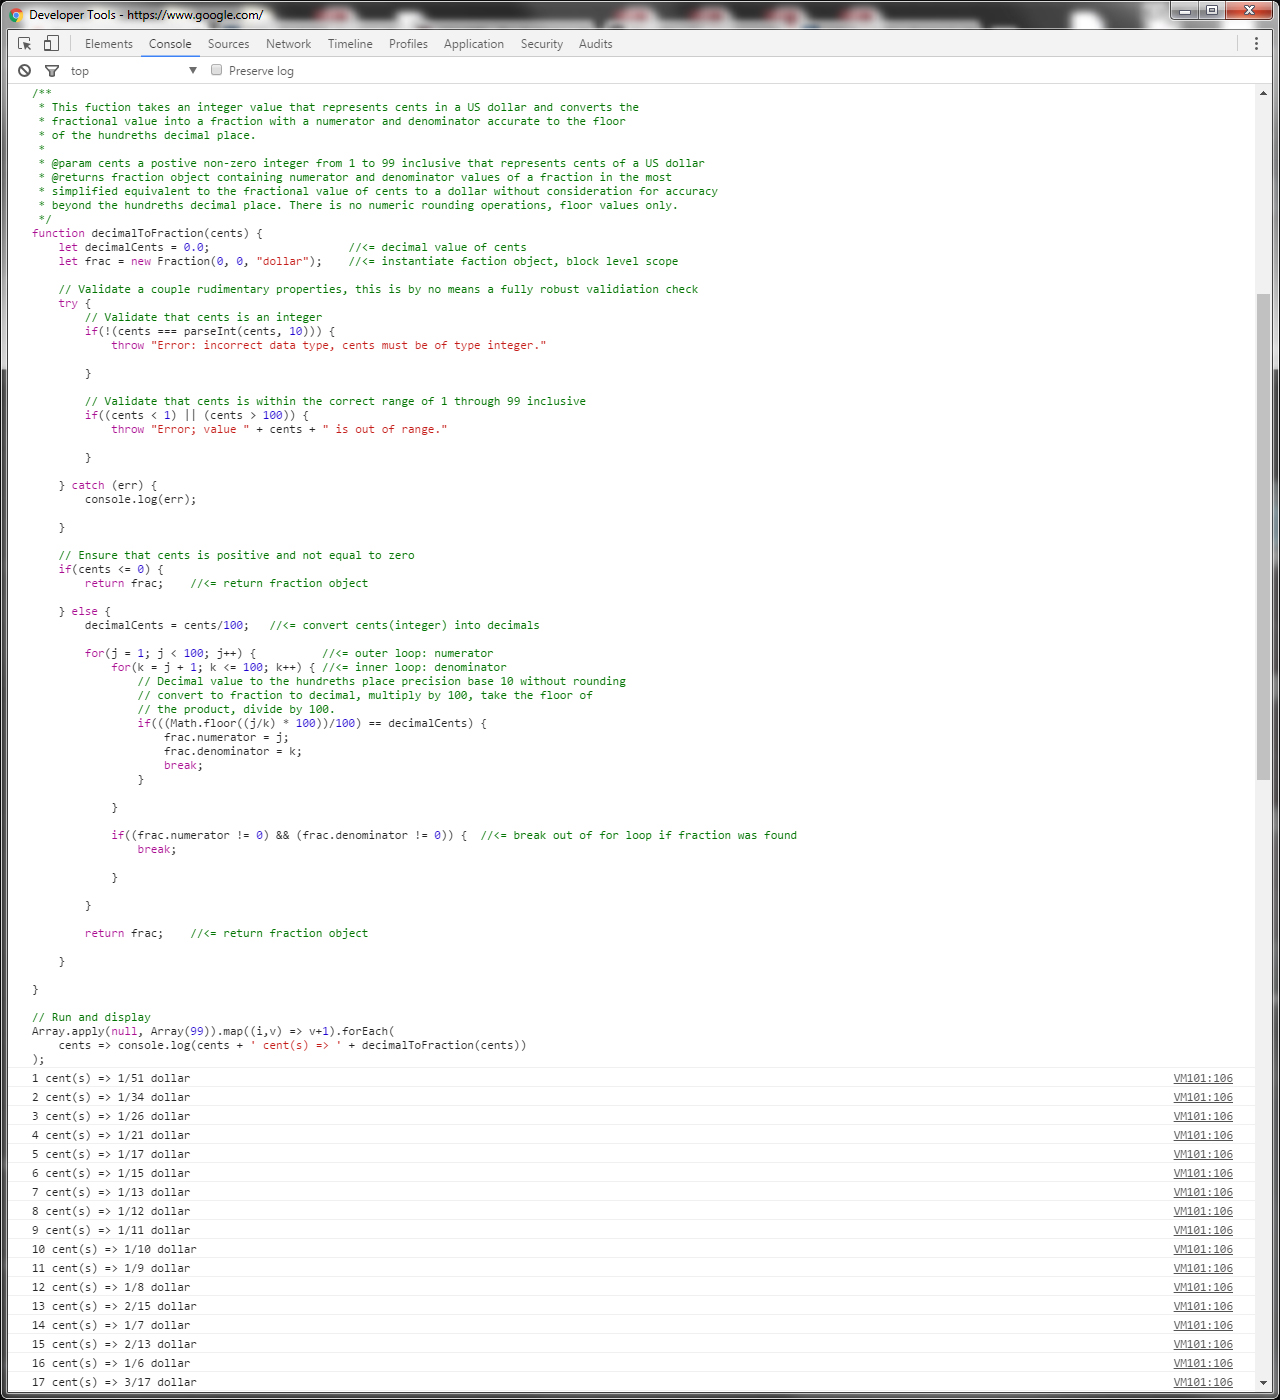 Developer Tools - https://www.google.com/
Elements Console Sources Network Timeline Profiles Application Security Audits
top Preserve log
/**
 * This fuction takes an integer value that represents cents in a US dollar and converts the
 * fractional value into a fraction with a numerator and denominator accurate to the floor
 * of the hundreths decimal place.
 *
 * @param cents a postive non-zero integer from 1 to 99 inclusive that represents cents of a US dollar
 * @returns fraction object containing numerator and denominator values of a fraction in the most
 * simplified equivalent to the fractional value of cents to a dollar without consideration for accuracy
 * beyond the hundreths decimal place. There is no numeric rounding operations, floor values only.
 */
function decimalToFraction(cents) {
    let decimalCents = 0.0;                     //<= decimal value of cents
    let frac = new Fraction(0, 0, "dollar");    //<= instantiate faction object, block level scope
    // Validate a couple rudimentary properties, this is by no means a fully robust validiation check
    try {
        // Validate that cents is an integer
        if(!(cents === parseInt(cents, 10))) {
            throw "Error: incorrect data type, cents must be of type integer."
        }
        // Validate that cents is within the correct range of 1 through 99 inclusive
        if((cents < 1) || (cents > 100)) {
            throw "Error; value " + cents + " is out of range."
        }
    } catch (err) {
        console.log(err);
    }
    // Ensure that cents is positive and not equal to zero
    if(cents <= 0) {
        return frac;    //<= return fraction object
    } else {
        decimalCents = cents/100;   //<= convert cents(integer) into decimals
        for(j = 1; j < 100; j++) {          //<= outer loop: numerator
            for(k = j + 1; k <= 100; k++) { //<= inner loop: denominator
                // Decimal value to the hundreths place precision base 10 without rounding
                // convert to fraction to decimal, multiply by 100, take the floor of
                // the product, divide by 100.
                if(((Math.floor((j/k) * 100))/100) == decimalCents) {
                    frac.numerator = j;
                    frac.denominator = k;
                    break;
                }
            }
            if((frac.numerator != 0) && (frac.denominator != 0)) {  //<= break out of for loop if fraction was found
                break;
            }
        }
        return frac;    //<= return fraction object
    }
}
// Run and display
Array.apply(null, Array(99)).map((i,v) => v+1).forEach(
    cents => console.log(cents + ' cent(s) => ' + decimalToFraction(cents))
);
1 cent(s) => 1/51 dollar VM101:106
2 cent(s) => 1/34 dollar VM101:106
3 cent(s) => 1/26 dollar VM101:106
4 cent(s) => 1/21 dollar VM101:106
5 cent(s) => 1/17 dollar VM101:106
6 cent(s) => 1/15 dollar VM101:106
7 cent(s) => 1/13 dollar VM101:106
8 cent(s) => 1/12 dollar VM101:106
9 cent(s) => 1/11 dollar VM101:106
10 cent(s) => 1/10 dollar VM101:106
11 cent(s) => 1/9 dollar VM101:106
12 cent(s) => 1/8 dollar VM101:106
13 cent(s) => 2/15 dollar VM101:106
14 cent(s) => 1/7 dollar VM101:106
15 cent(s) => 2/13 dollar VM101:106
16 cent(s) => 1/6 dollar VM101:106
17 cent(s) => 3/17 dollar VM101:106